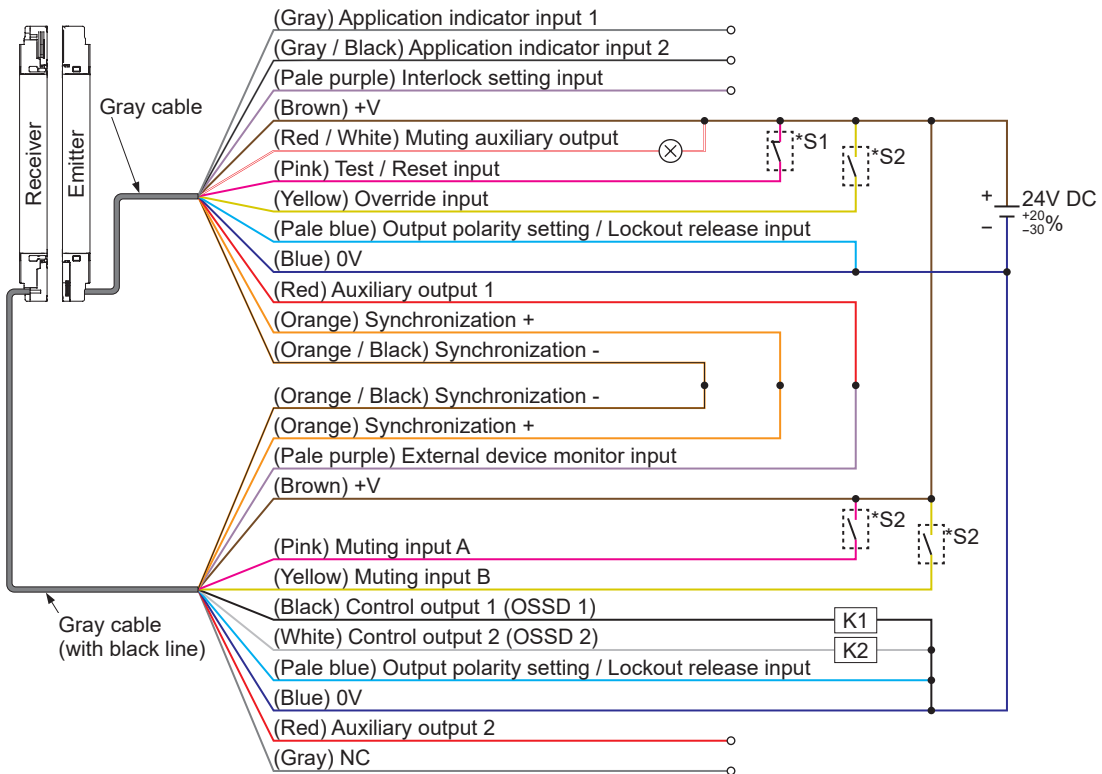 (Gray) Application indicator input 1
(Gray / Black) Application indicator input 2
(Pale purple) Interlock setting input
(Brown) +V
(Red / White) Muting auxiliary output
(Pink) Test / Reset input
(Yellow) Override input
(Pale blue) Output polarity setting / Lockout release input
(Blue) 0V
(Red) Auxiliary output 1
(Orange) Synchronization +
(Orange / Black) Synchronization -
Gray cable
Receiver
Emitter
*S1
*S2
+
−
24V DC
+20
−30 %
(Orange / Black) Synchronization -
(Orange) Synchronization +
(Pale purple) External device monitor input
(Brown) +V
*S2
*S2
(Pink) Muting input A
(Yellow) Muting input B
(Black) Control output 1 (OSSD 1)
K1
(White) Control output 2 (OSSD 2)
K2
(Pale blue) Output polarity setting / Lockout release input
(Blue) 0V
(Red) Auxiliary output 2
(Gray) NC
Gray cable
(with black line)